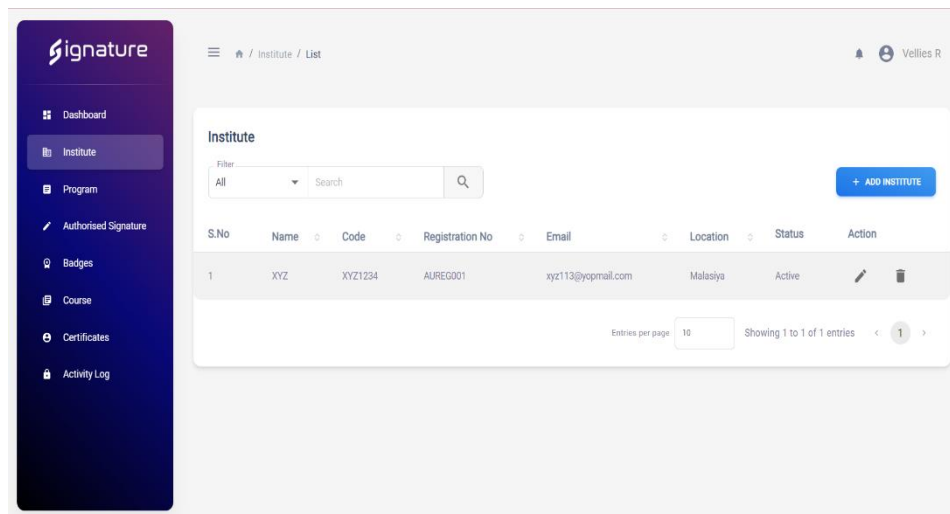 Signature
Institute / List
Vellies R
Dashboard
Institute
Program
Authorised Signature
Badges
Course
Certificates
Activity Log
Institute
Filter
All
Search
+ ADD INSTITUTE
S.No Name Code Registration No Email Location Status Action
1 XYZ XYZ1234 AUREG001 xyz113@yopmail.com Malasiya Active
Entries per page 10 Showing 1 to 1 of 1 entries < 1 >